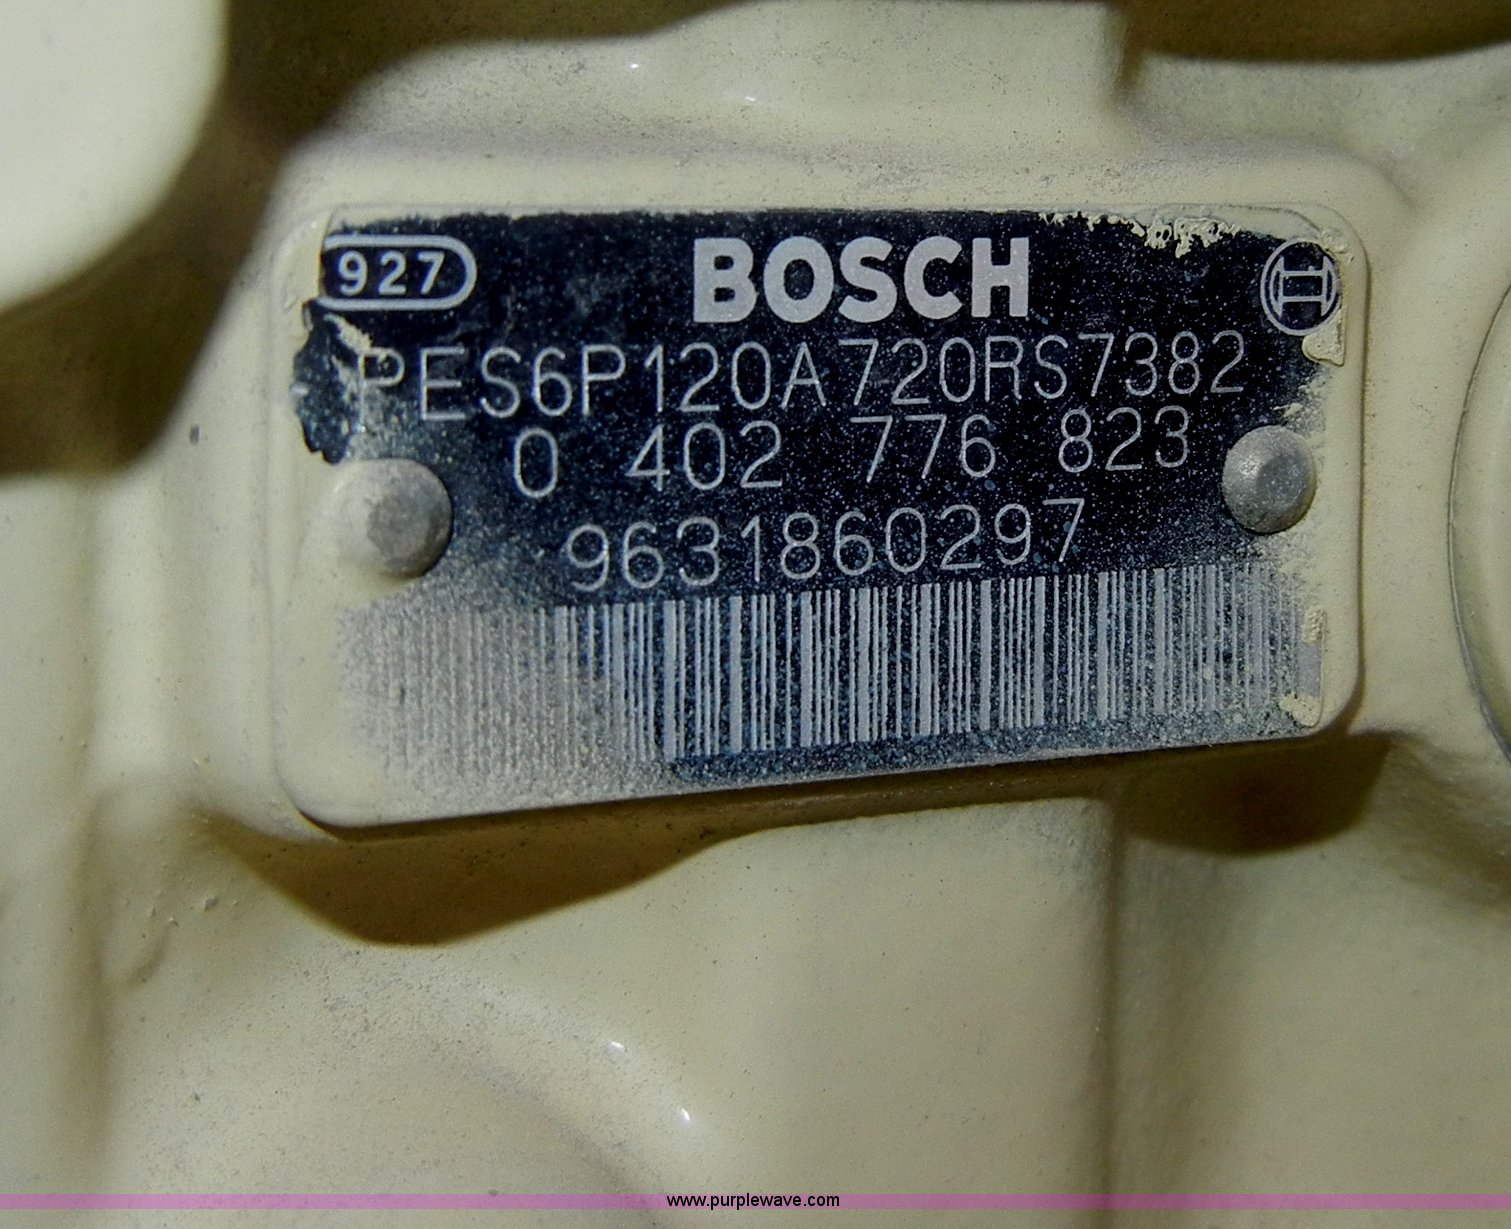 927 BOSCH
PES6P120A720RS7382
0 402 776 823
9631860297
www.purplewave.com